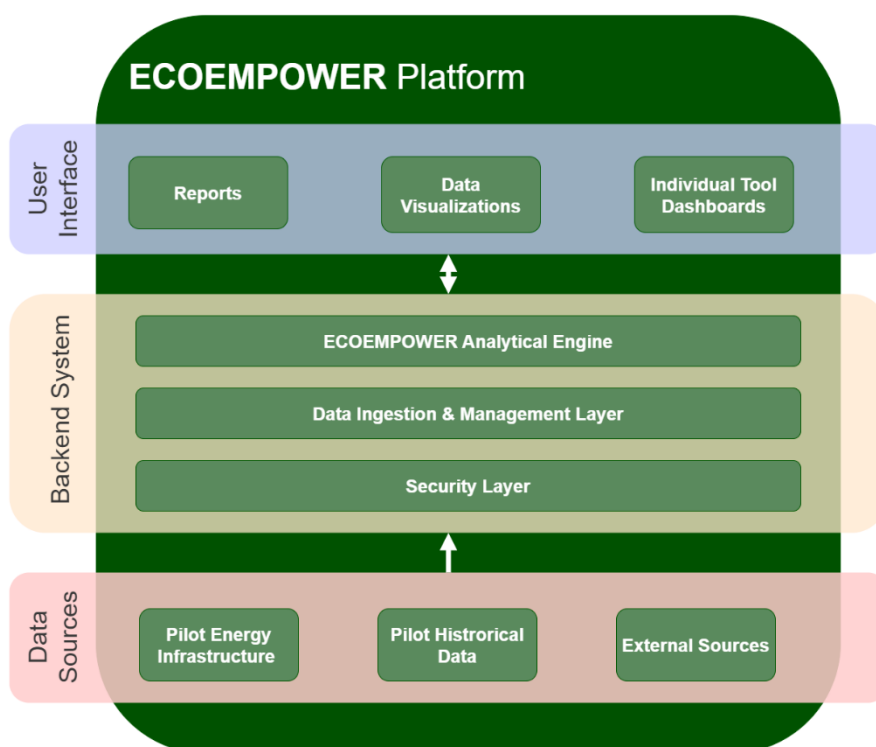 ECOEMPOWER Platform
User
Interface
Reports
Data
Visualizations
Individual Tool
Dashboards
Backend System
ECOEMPOWER Analytical Engine
Data Ingestion & Management Layer
Security Layer
Data
Sources
Pilot Energy
Infrastructure
Pilot Histrorical
Data
External Sources